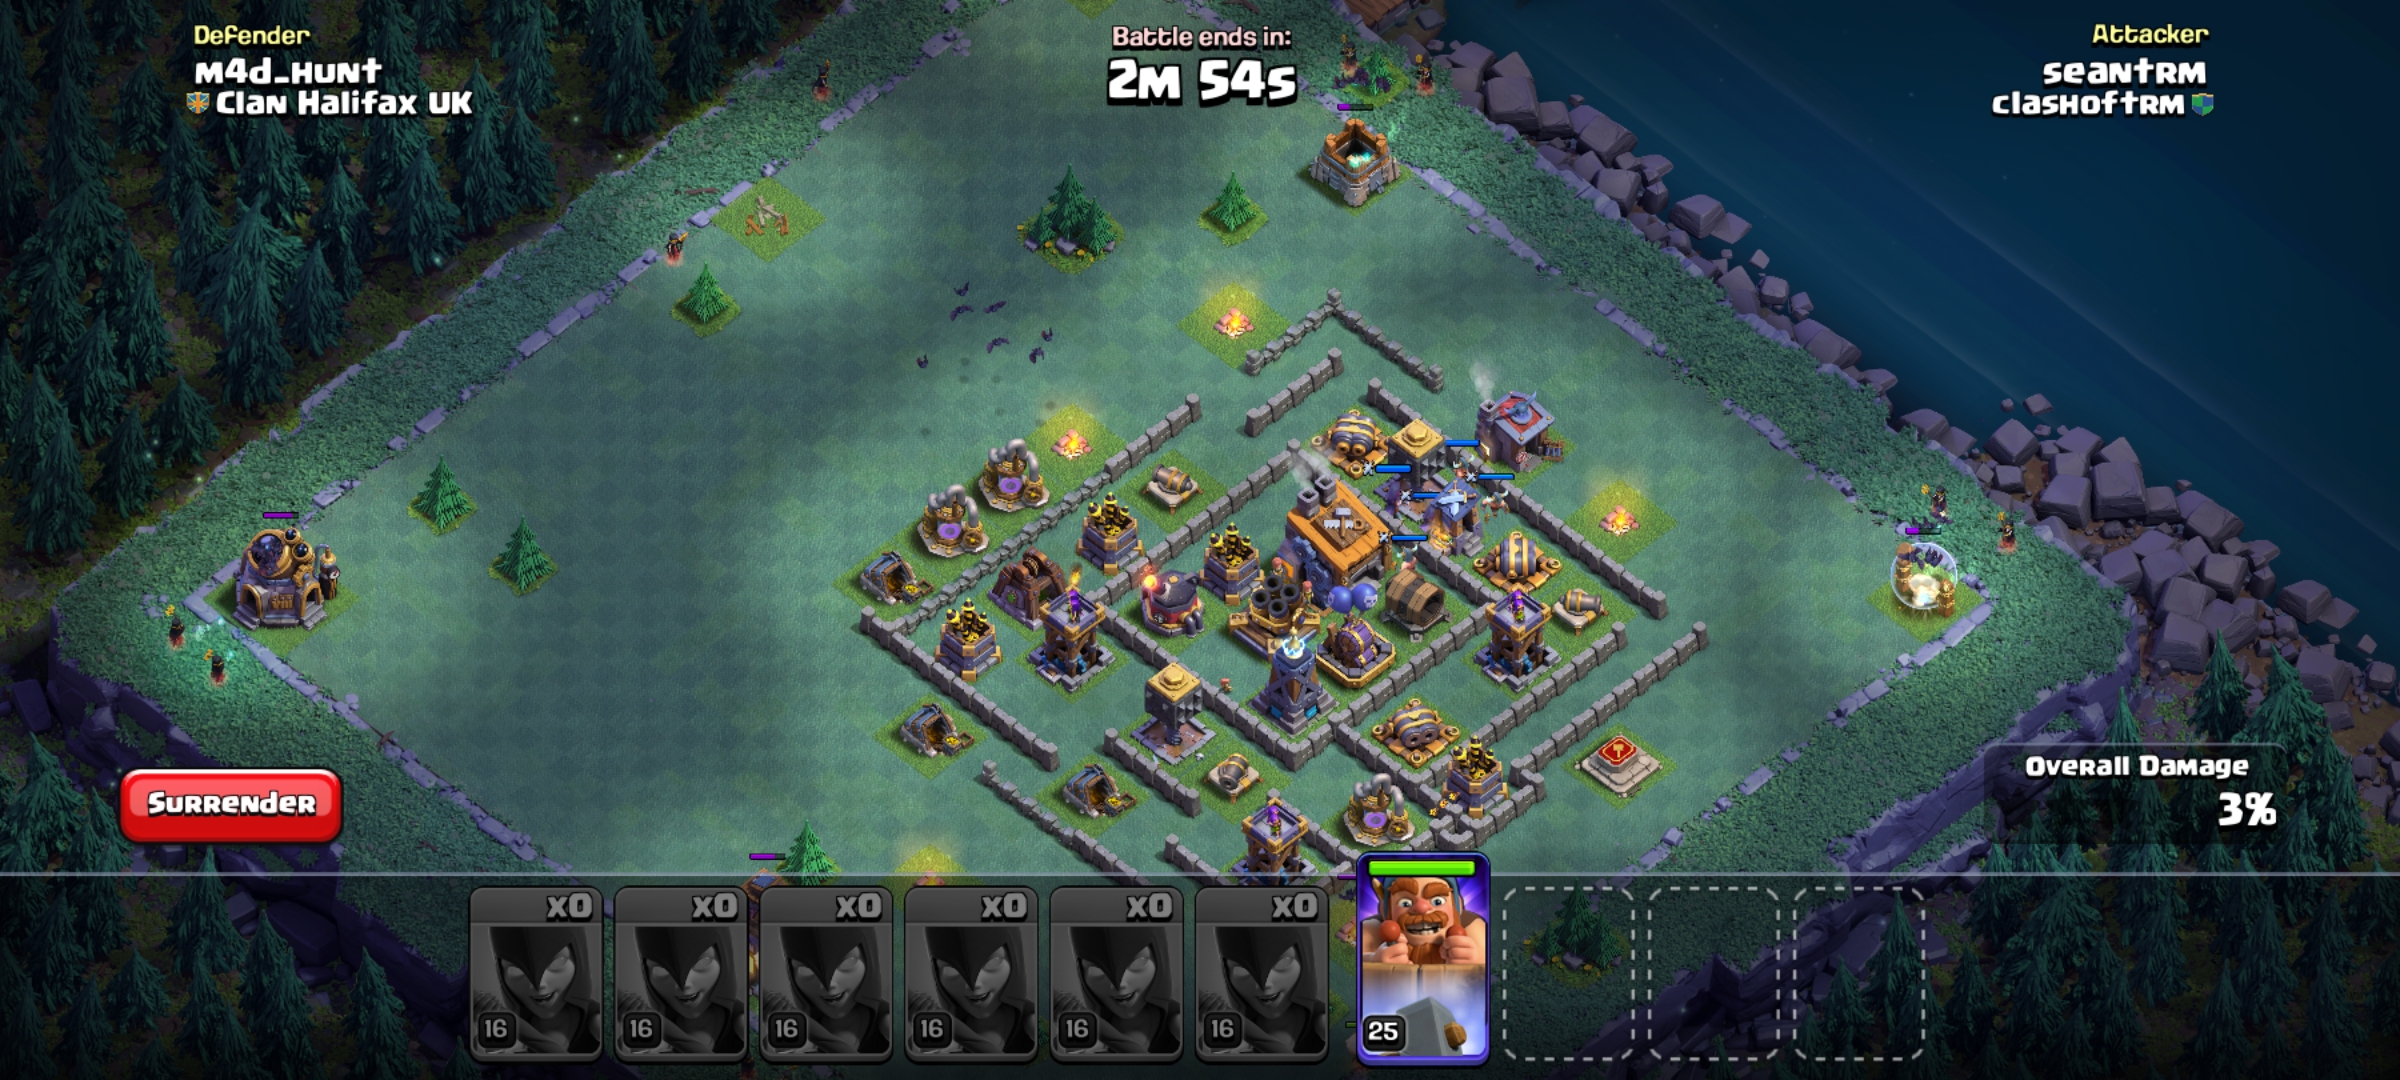 Defender
m4d_Hunt
Clan Halifax UK
Battle ends in:
2m 54s
Attacker
seantrm
clashoftrm
Surrender
Overall Damage
3%
x0
x0
x0
x0
x0
x0
16
16
16
16
16
16
25